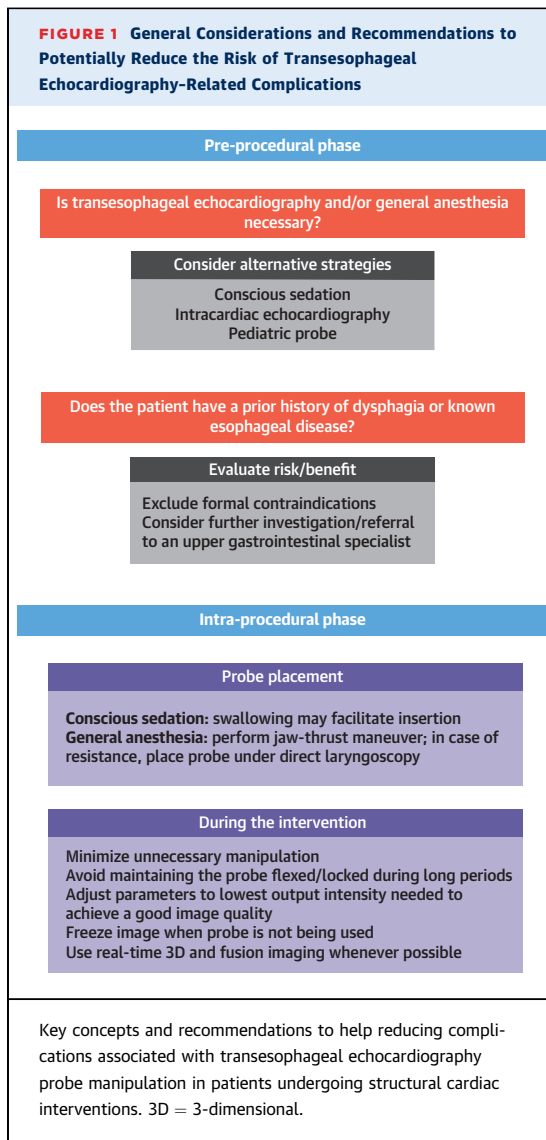 FIGURE 1 General Considerations and Recommendations to
Potentially Reduce the Risk of Transesophageal
Echocardiography-Related Complications
Pre-procedural phase
Is transesophageal echocardiography and/or general anesthesia
necessary?
Consider alternative strategies
Conscious sedation
Intracardiac echocardiography
Pediatric probe
Does the patient have a prior history of dysphagia or known
esophageal disease?
Evaluate risk/benefit
Exclude formal contraindications
Consider further investigation/referral
to an upper gastrointestinal specialist
Intra-procedural phase
Probe placement
Conscious sedation: swallowing may facilitate insertion
General anesthesia: perform jaw-thrust maneuver; in case of
resistance, place probe under direct laryngoscopy
During the intervention
Minimize unnecessary manipulation
Avoid maintaining the probe flexed/locked during long periods
Adjust parameters to lowest output intensity needed to
achieve a good image quality
Freeze image when probe is not being used
Use real-time 3D and fusion imaging whenever possible
Key concepts and recommendations to help reducing compli-
cations associated with transesophageal echocardiography
probe manipulation in patients undergoing structural cardiac
interventions. 3D = 3-dimensional.